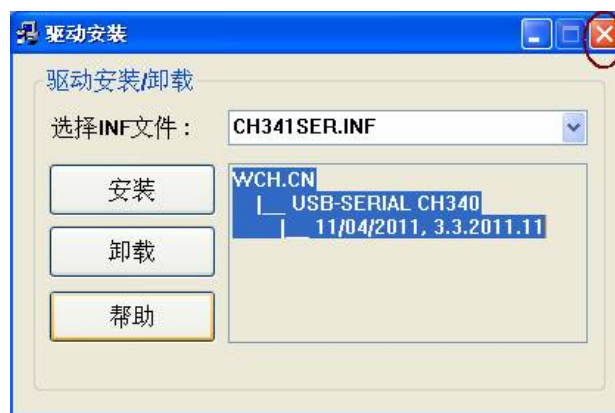 驱动安装
驱动安装/卸载
选择INF文件：
CH341SER.INF
安装
卸载
帮助
WCH.CN
|__ USB-SERIAL CH340
|__ 11/04/2011, 3.3.2011.11